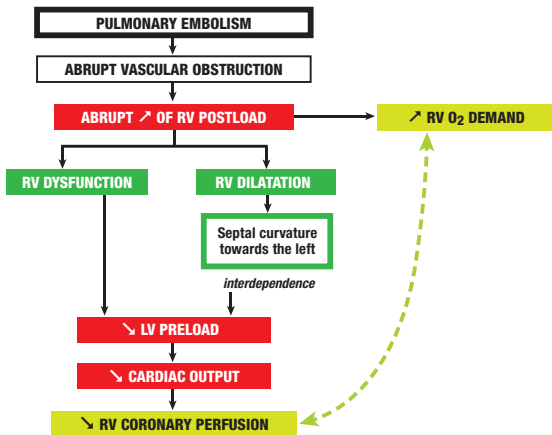 PULMONARY EMBOLISM
ABRUPT VASCULAR OBSTRUCTION
ABRUPT ↗ OF RV POSTLOAD
↗ RV O₂ DEMAND
RV DYSFUNCTION
RV DILATATION
Septal curvature
towards the left
interdependence
↘ LV PRELOAD
↘ CARDIAC OUTPUT
↘ RV CORONARY PERFUSION